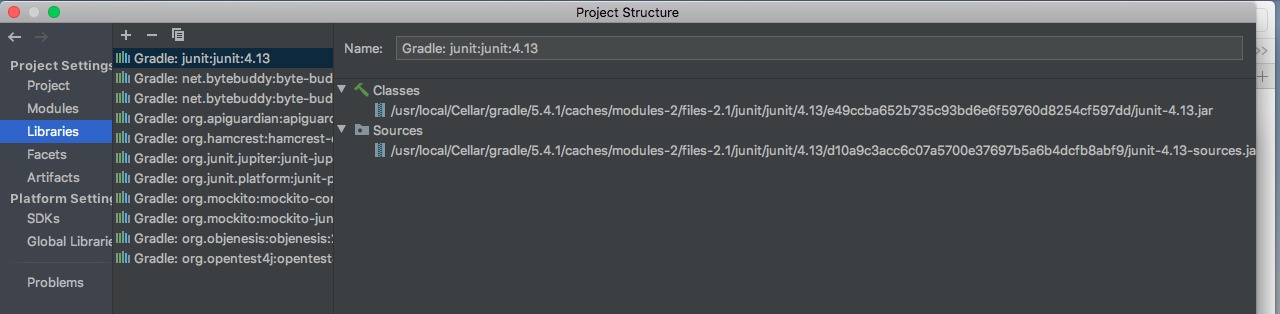 Project Structure
Project Settings
Project
Modules
Libraries
Facets
Artifacts
Platform Setting
SDKs
Global Librarie
Problems
Gradle: junit:junit:4.13
Gradle: net.bytebuddy:byte-bud
Gradle: net.bytebuddy:byte-bud
Gradle: org.apiguardian:apiguard
Gradle: org.hamcrest:hamcrest-c
Gradle: org.junit.jupiter:junit-jup
Gradle: org.junit.platform:junit-p
Gradle: org.mockito:mockito-cor
Gradle: org.mockito:mockito-jun
Gradle: org.objenesis:objenesis:
Gradle: org.opentest4j:opentest
Name: Gradle: junit:junit:4.13
Classes
/usr/local/Cellar/gradle/5.4.1/caches/modules-2/files-2.1/junit/junit/4.13/e49ccba652b735c93bd6e6f59760d8254cf597dd/junit-4.13.jar
Sources
/usr/local/Cellar/gradle/5.4.1/caches/modules-2/files-2.1/junit/junit/4.13/d10a9c3acc6c07a5700e37697b5a6b4dcfb8abf9/junit-4.13-sources.ja